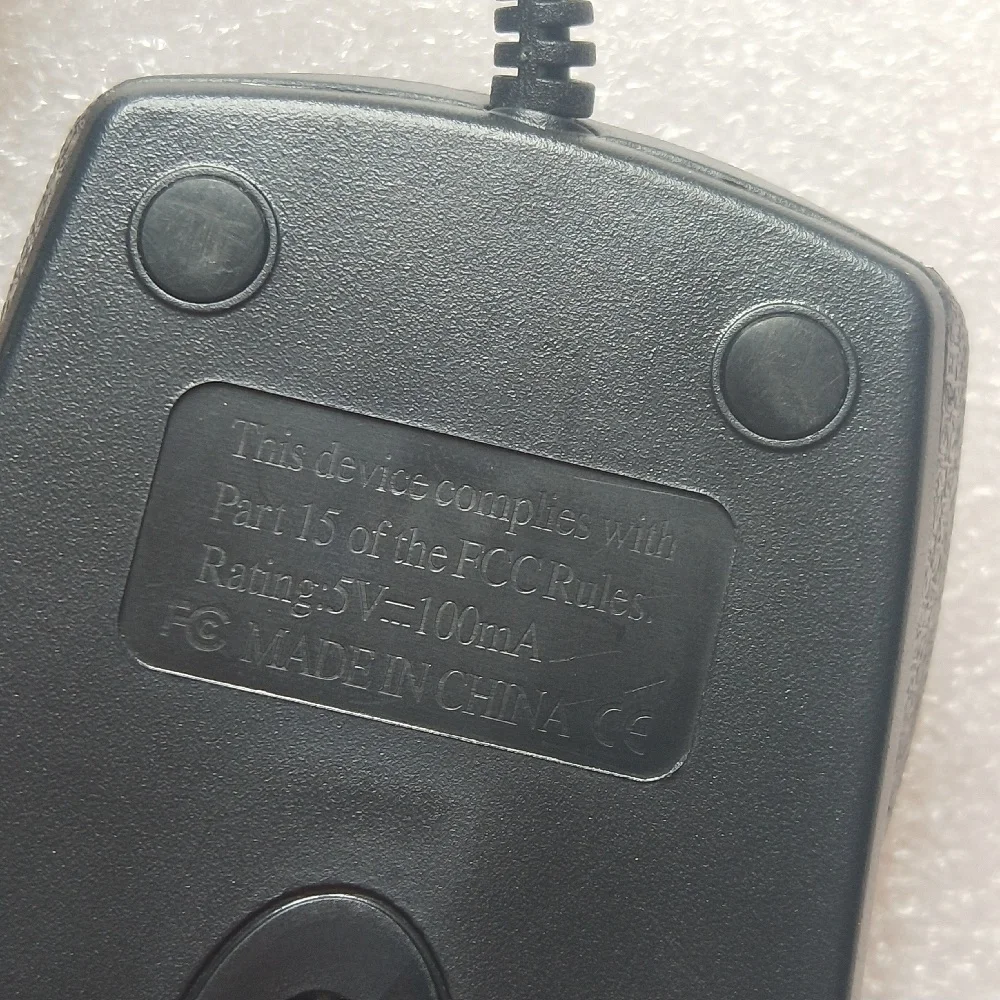 This device complies with
Part 15 of the FCC Rules.
Rating:5V⎓100mA
FC MADE IN CHINA CE